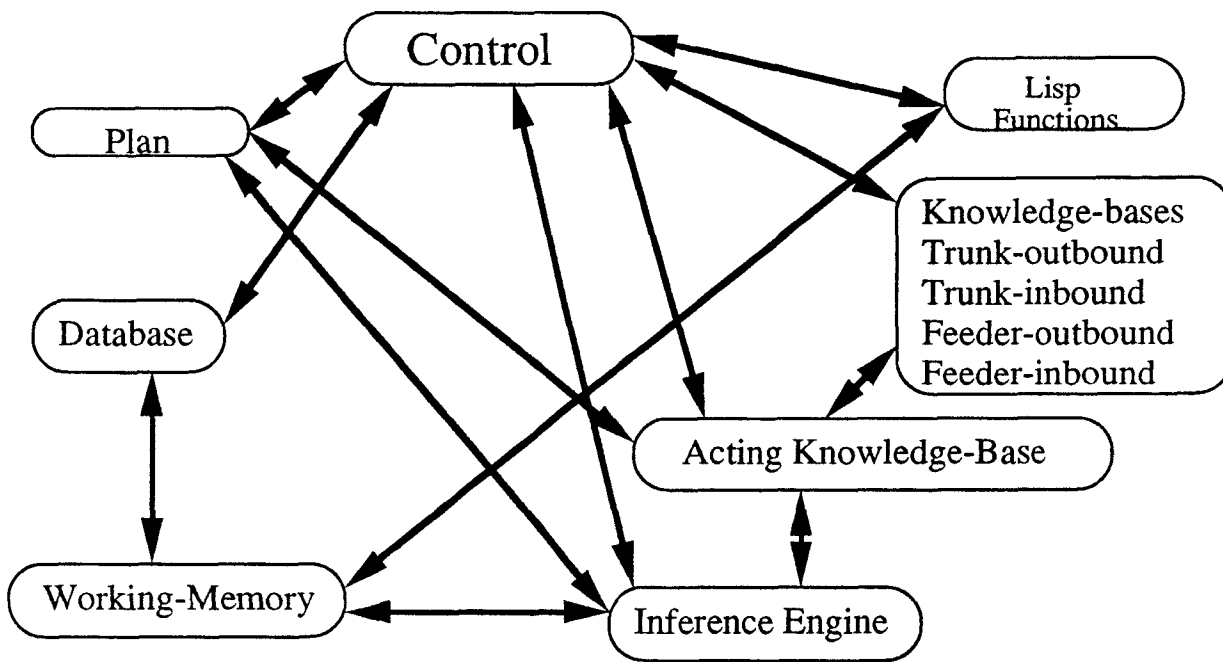 Control
Lisp
Functions
Plan
Knowledge-bases
Trunk-outbound
Trunk-inbound
Feeder-outbound
Feeder-inbound
Database
Acting Knowledge-Base
Working-Memory
Inference Engine